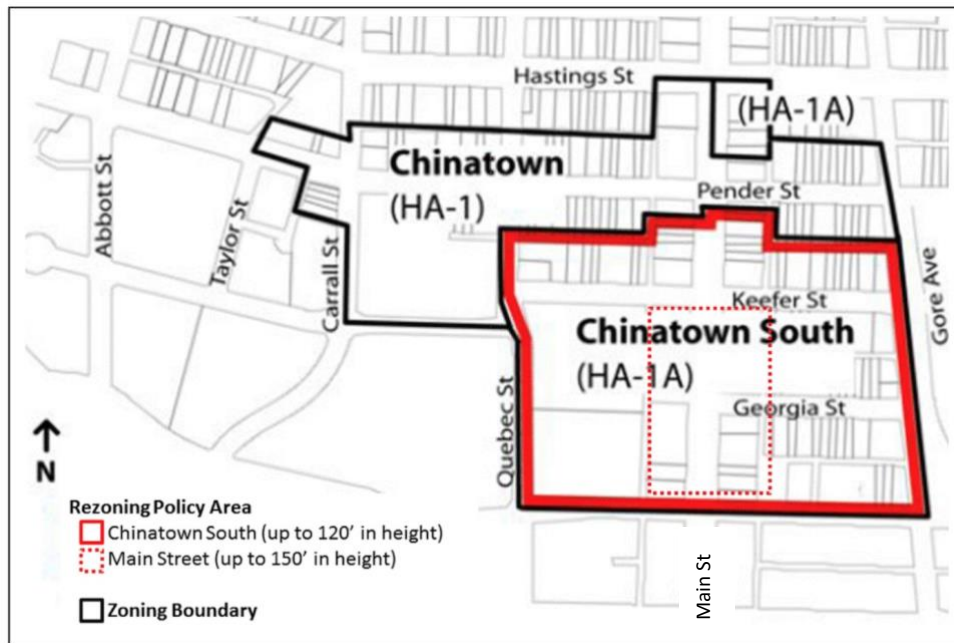 Hastings St
(HA-1A)
Chinatown
(HA-1)
Pender St
Abbott St
Taylor St
Carrall St
Keefer St
Gore Ave
Chinatown South
(HA-1A)
Georgia St
Quebec St
N
Rezoning Policy Area
Chinatown South (up to 120’ in height)
Main Street (up to 150’ in height)
Zoning Boundary
Main St